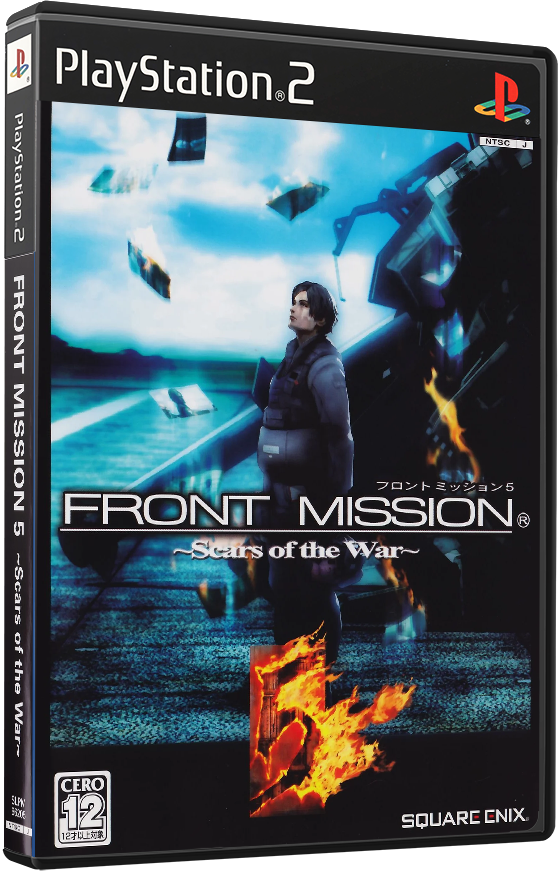 PlayStation®2
NTSC J
フロントミッション5
FRONT MISSION®
~Scars of the War~
5
CERO
12
12才以上対象
SQUARE ENIX®
PlayStation®2
FRONT MISSION 5 ~Scars of the War~
SLPM